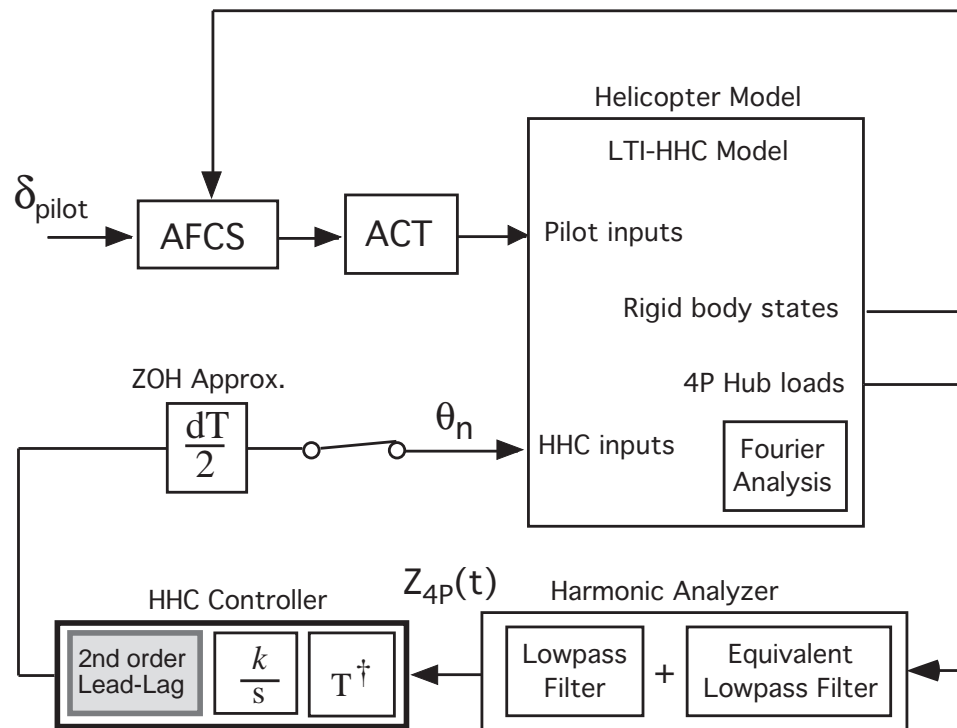 Helicopter Model
LTI-HHC Model
δpilot
AFCS
ACT
Pilot inputs
Rigid body states
4P Hub loads
ZOH Approx.
dT
2
θn
HHC inputs
Fourier
Analysis
Z4P(t)
HHC Controller
2nd order
Lead-Lag
k
s
T†
Harmonic Analyzer
Lowpass
Filter
+
Equivalent
Lowpass Filter